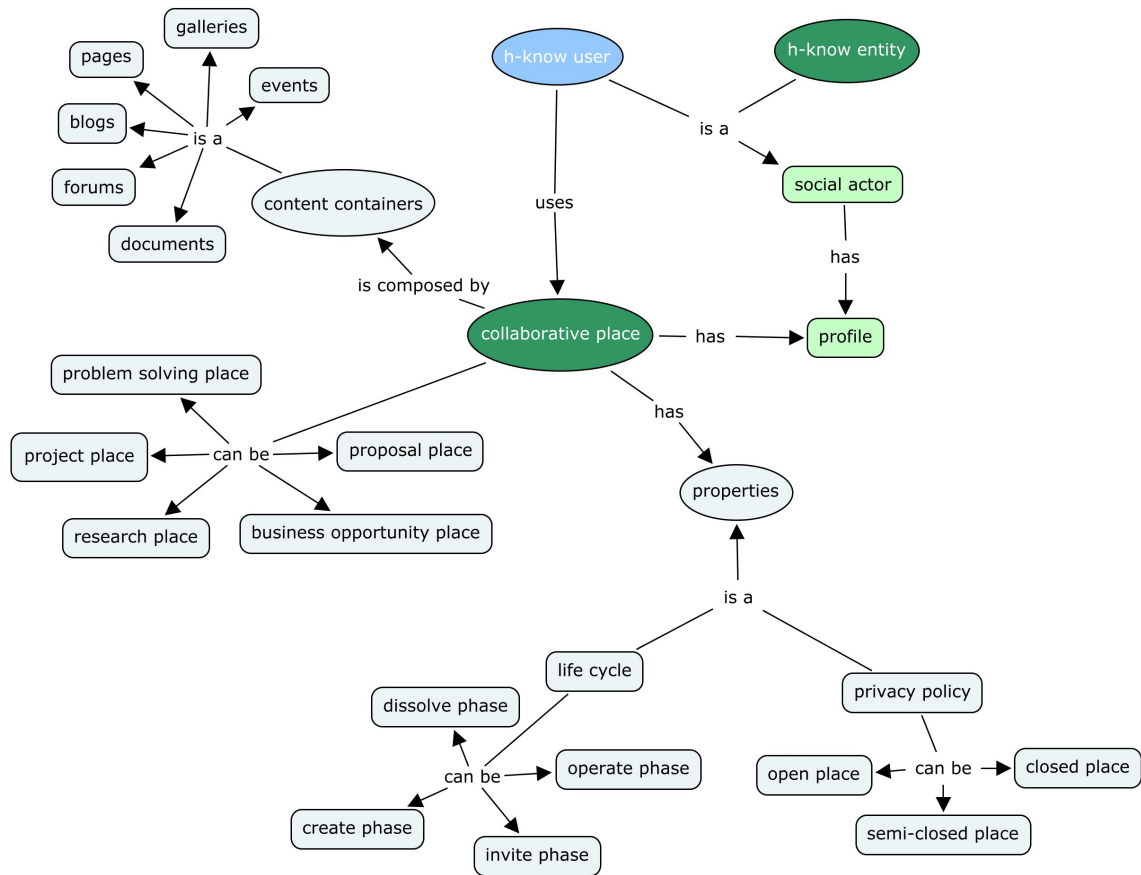 galleries
pages
events
blogs
is a
forums
content containers
documents
h-know user
h-know entity
is a
social actor
uses
has
is composed by
collaborative place
has
profile
problem solving place
has
project place
can be
proposal place
properties
research place
business opportunity place
is a
life cycle
privacy policy
dissolve phase
can be
operate phase
create phase
invite phase
open place
can be
closed place
semi-closed place